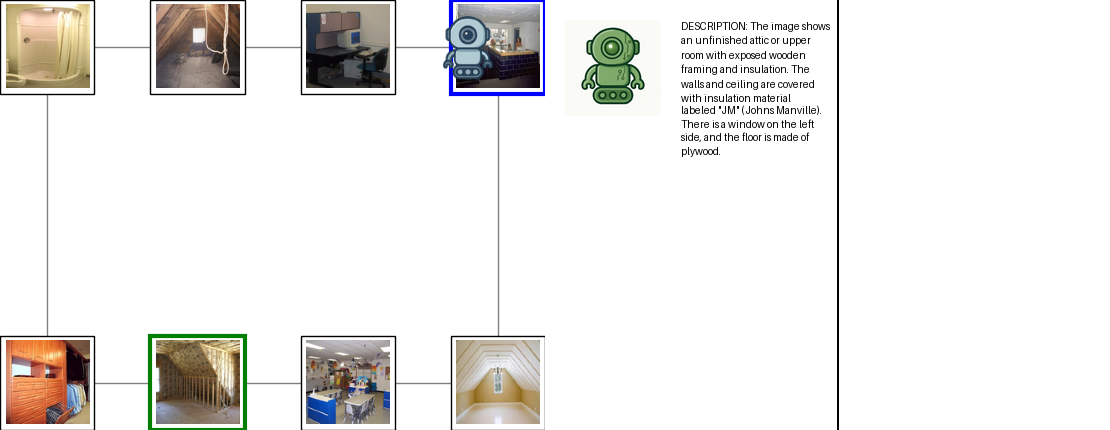 DESCRIPTION: The image shows
an unfinished attic or upper
room with exposed wooden
framing and insulation. The
walls and ceiling are covered
with insulation material
labeled "JM" (Johns Manville).
There is a window on the left
side, and the floor is made of
plywood.